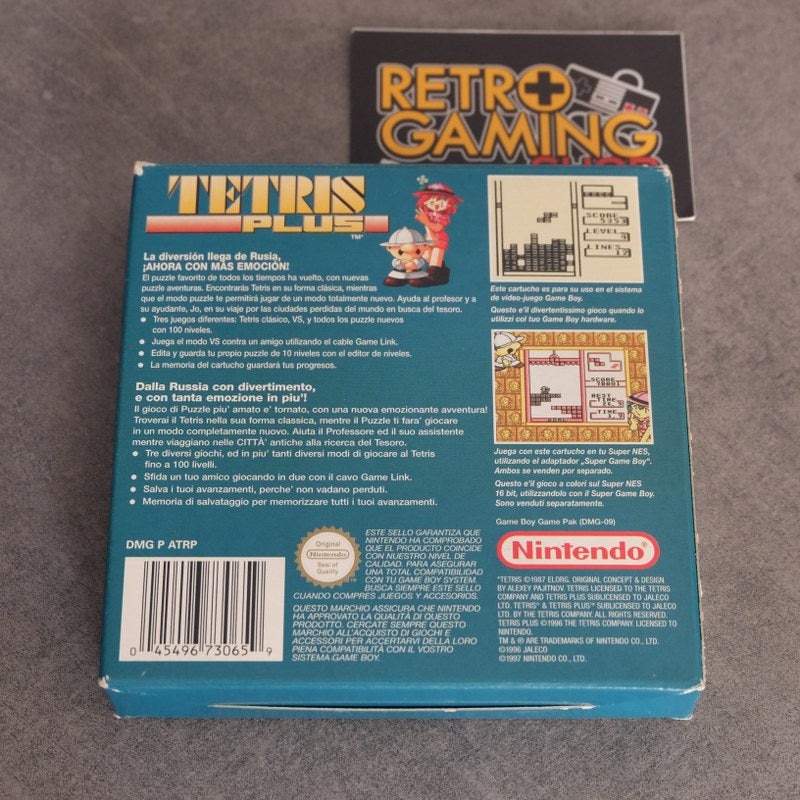 RETRO
GAMING
SHOP
TETRIS
PLUS
TM
La diversión llega de Rusia,
¡AHORA CON MÁS EMOCIÓN!
El puzzle favorito de todos los tiempos ha vuelto, con nuevas
puzzle aventuras. Encontrarás Tetris en su forma clásica, mientras
que el modo puzzle te permitirá jugar de un modo totalmente nuevo. Ayuda al profesor y a
su ayudante, Jo, en su viaje por las ciudades perdidas del mundo en busca del tesoro.
• Tres juegos diferentes: Tetris clásico, VS, y todos los puzzle nuevos
con 100 niveles.
• Juega el modo VS contra un amigo utilizando el cable Game Link.
• Edita y guarda tu propio puzzle de 10 niveles con el editor de niveles.
• La memoria del cartucho guardará tus progresos.
Dalla Russia con divertimento,
e con tanta emozione in piu'!
Il gioco di Puzzle piu' amato e' tornato, con una nuova emozionante avventura!
Troverai il Tetris nella sua forma classica, mentre il Puzzle ti fara' giocare
in un modo completamente nuovo. Aiuta il Professore ed il suo assistente
mentre viaggiono nelle CITTÀ' antiche alla ricerca del Tesoro.
• Tre diversi giochi, ed in piu' tanti diversi modi di giocare al Tetris
fino a 100 livelli.
• Sfida un tuo amico giocando in due con il cavo Game Link.
• Salva i tuoi avanzamenti, perche' non vadano perduti.
• Memoria di salvataggio per memorizzare tutti i tuoi avanzamenti.
SCORE
5353
LEVEL
LINES
Este cartucho es para su uso en el sistema
de video-juego Game Boy.
Questo e'il divertentissimo gioco quando lo
utilizzi col tuo Game Boy hardware.
SCORE
78801
BEST
TIME
TIME
Juega con este cartucho en tu Super NES,
utilizando el adaptador „Super Game Boy“.
Ambos se venden por separado.
Questo e'il gioco a colori sul Super NES
16 bit, utilizzandolo con il Super Game Boy.
Sono venduti separatamente.
Game Boy Game Pak (DMG-09)
Nintendo®
DMG P ATRP
0 45496 73065 9
Original
Nintendo
Seal of
Quality
ESTE SELLO GARANTIZA QUE
NINTENDO HA COMPROBADO
QUE EL PRODUCTO COINCIDE
CON NUESTRO NIVEL DE
CALIDAD. PARA ASEGURAR
UNA TOTAL COMPATIBILIDAD
CON TU GAME BOY SYSTEM,
BUSCA SIEMPRE ESTE SELLO
CUANDO COMPRES JUEGOS Y ACCESORIOS.
QUESTO MARCHIO ASSICURA CHE NINTENDO
HA APPROVATO LA QUALITÀ DI QUESTO
PRODOTTO. CERCATE SEMPRE QUESTO
MARCHIO ALL'ACQUISTO DI GIOCHI E
ACCESSORI PER ACCERTARVI DELLA LORO
PIENA COMPATIBILITÀ CON IL VOSTRO
SISTEMA GAME BOY.
"TETRIS ©1987 ELORG. ORIGINAL CONCEPT & DESIGN
BY ALEXEY PAJITNOV. TETRIS LICENSED TO THE TETRIS
COMPANY AND TETRIS PLUS SUBLICENSED TO JALECO
LTD. TETRIS® & TETRIS PLUS™ SUBLICENSED TO JALECO
LTD. BY THE TETRIS COMPANY. ALL RIGHTS RESERVED.
TETRIS PLUS ©1996 THE TETRIS COMPANY. LICENSED TO
NINTENDO.
TM & ® ARE TRADEMARKS OF NINTENDO CO., LTD.
©1996 JALECO
©1997 NINTENDO CO., LTD.